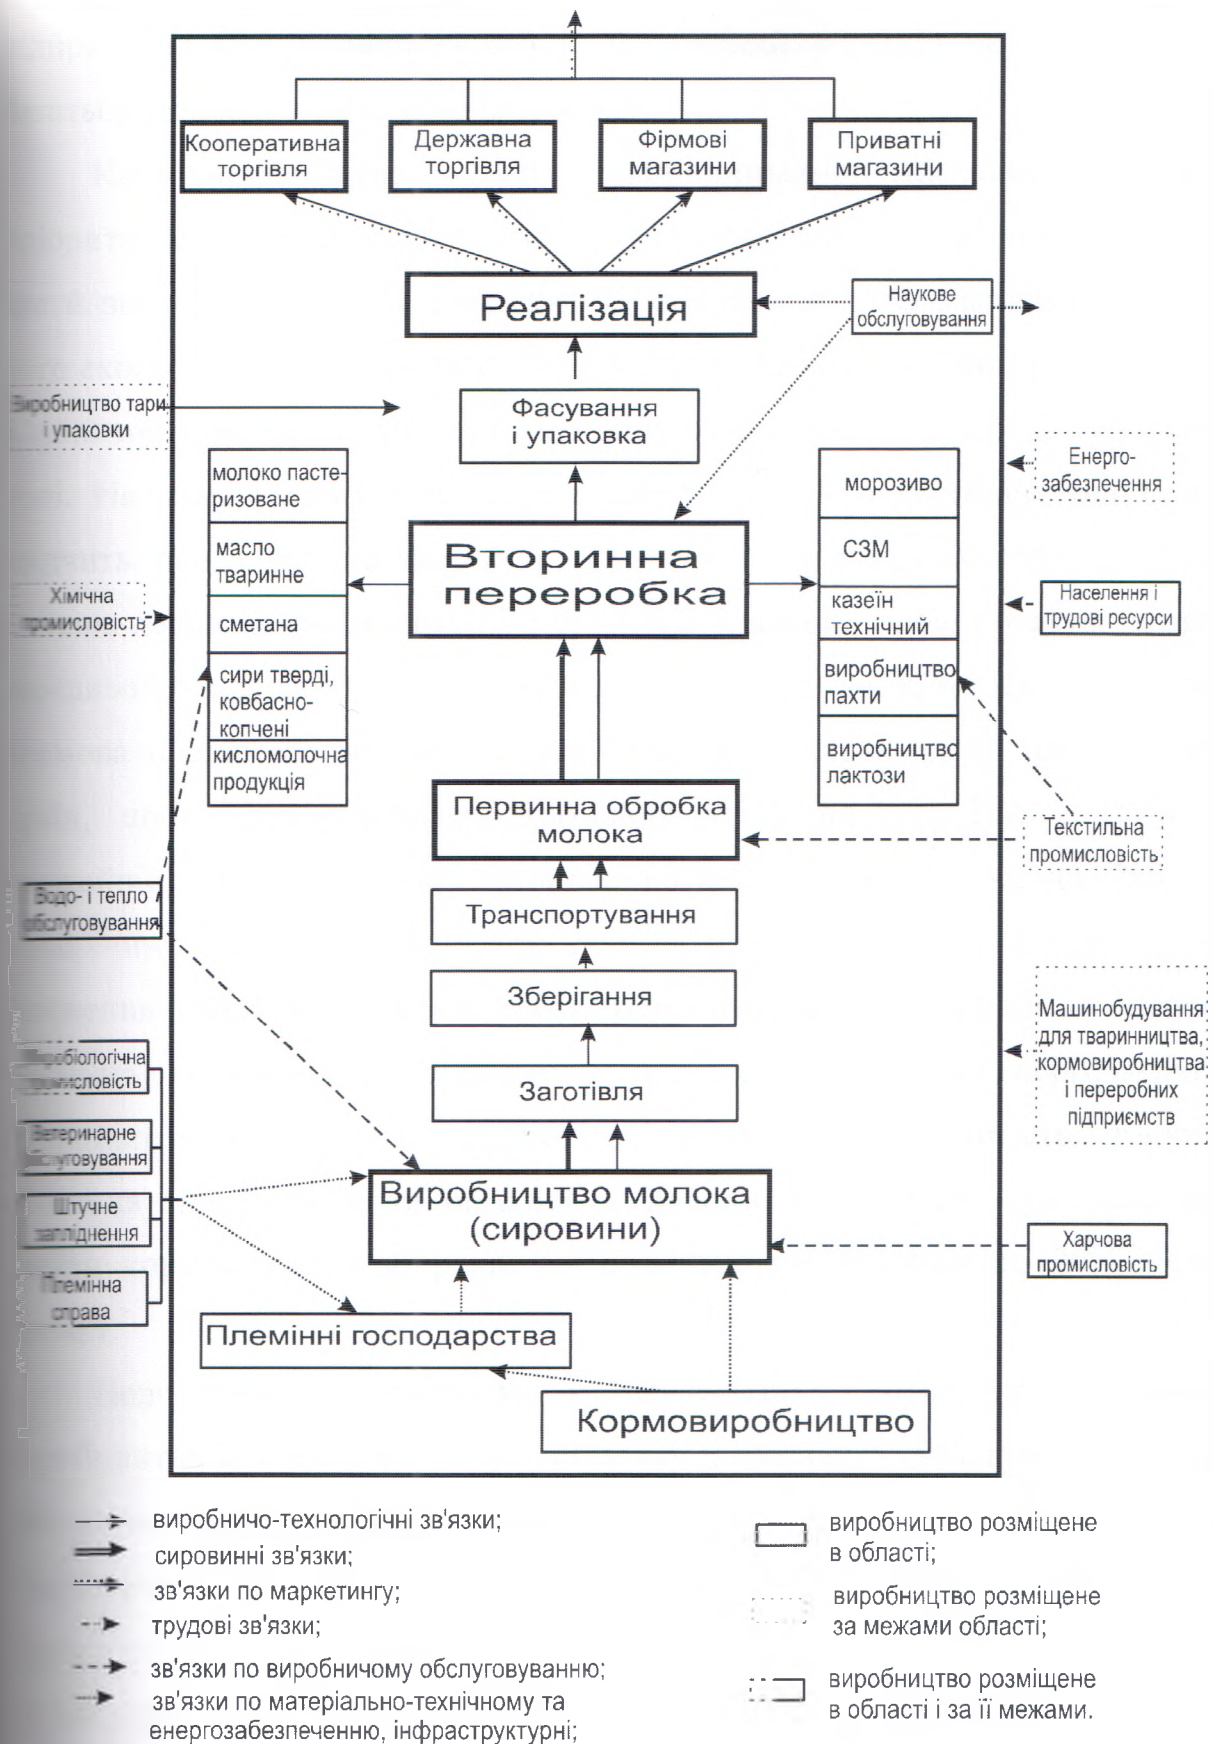 Кооперативна
торгівля
Державна
торгівля
Фірмові
магазини
Приватні
магазини
Реалізація
Наукове
обслуговування
Виробництво тари
і упаковки
Фасування
і упаковка
Енерго-
забезпечення
молоко пасте-
ризоване
масло
тваринне
сметана
сири тверді,
ковбасно-
копчені
кисломолочна
продукція
Вторинна
переробка
морозиво
СЗМ
казеїн
технічний
виробництво
пахти
виробництво
лактози
Хімічна
промисловість
Населення і
трудові ресурси
Первинна обробка
молока
Текстильна
промисловість
Водо- і тепло
обслуговування
Транспортування
Зберігання
Заготівля
Машинобудування
для тваринництва,
кормовиробництва
і переробних
підприємств
промисловість
Ветеринарне
Штучне
запліднення
Племінна
справа
Виробництво молока
(сировини)
Харчова
промисловість
Племінні господарства
Кормовиробництво
виробничо-технологічні зв'язки;
сировинні зв'язки;
зв'язки по маркетингу;
трудові зв'язки;
зв'язки по виробничому обслуговуванню;
зв'язки по матеріально-технічному та
енергозабезпеченню, інфраструктурні;
виробництво розміщене
в області;
виробництво розміщене
за межами області;
виробництво розміщене
в області і за її межами.